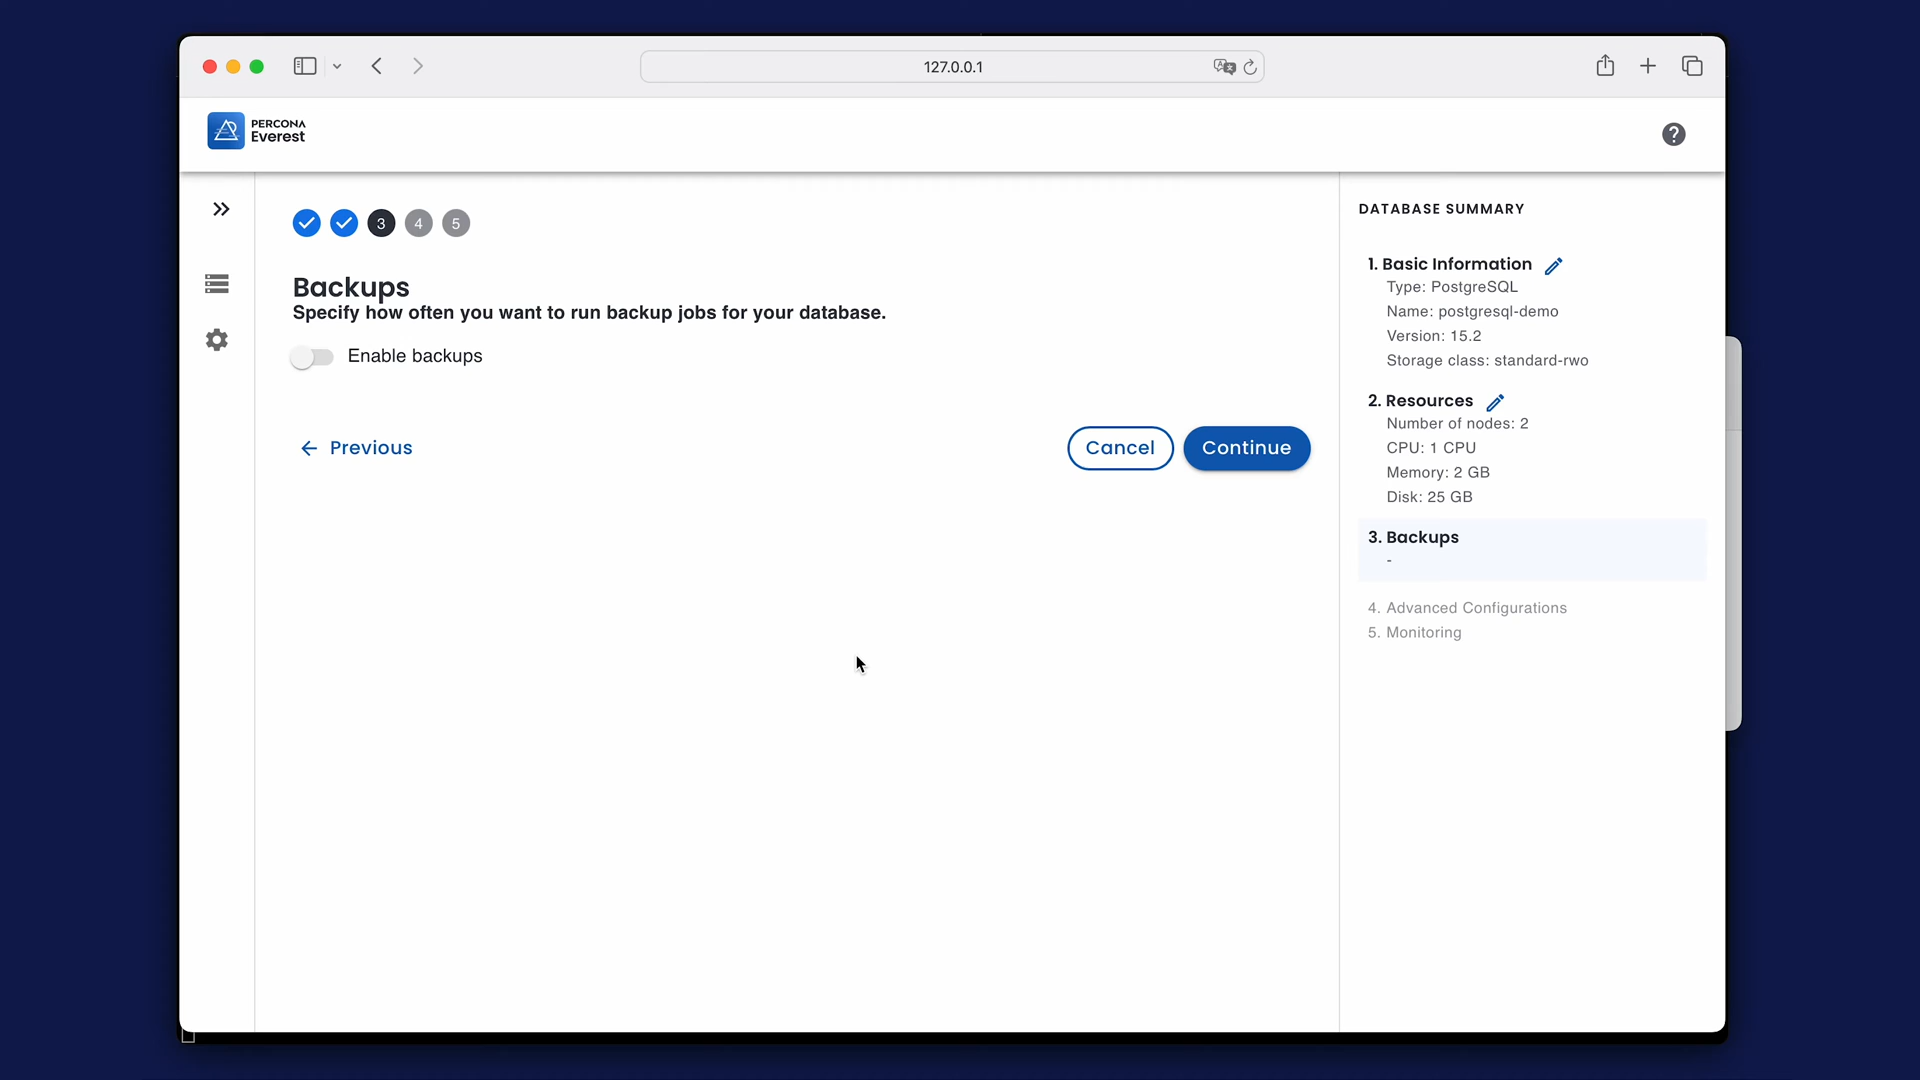 127.0.0.1
PERCONA
Everest
3 4 5
Backups
Specify how often you want to run backup jobs for your database.
Enable backups
Previous
Cancel
Continue
DATABASE SUMMARY
1. Basic Information
Type: PostgreSQL
Name: postgresql-demo
Version: 15.2
Storage class: standard-rwo
2. Resources
Number of nodes: 2
CPU: 1 CPU
Memory: 2 GB
Disk: 25 GB
3. Backups
-
4. Advanced Configurations
5. Monitoring